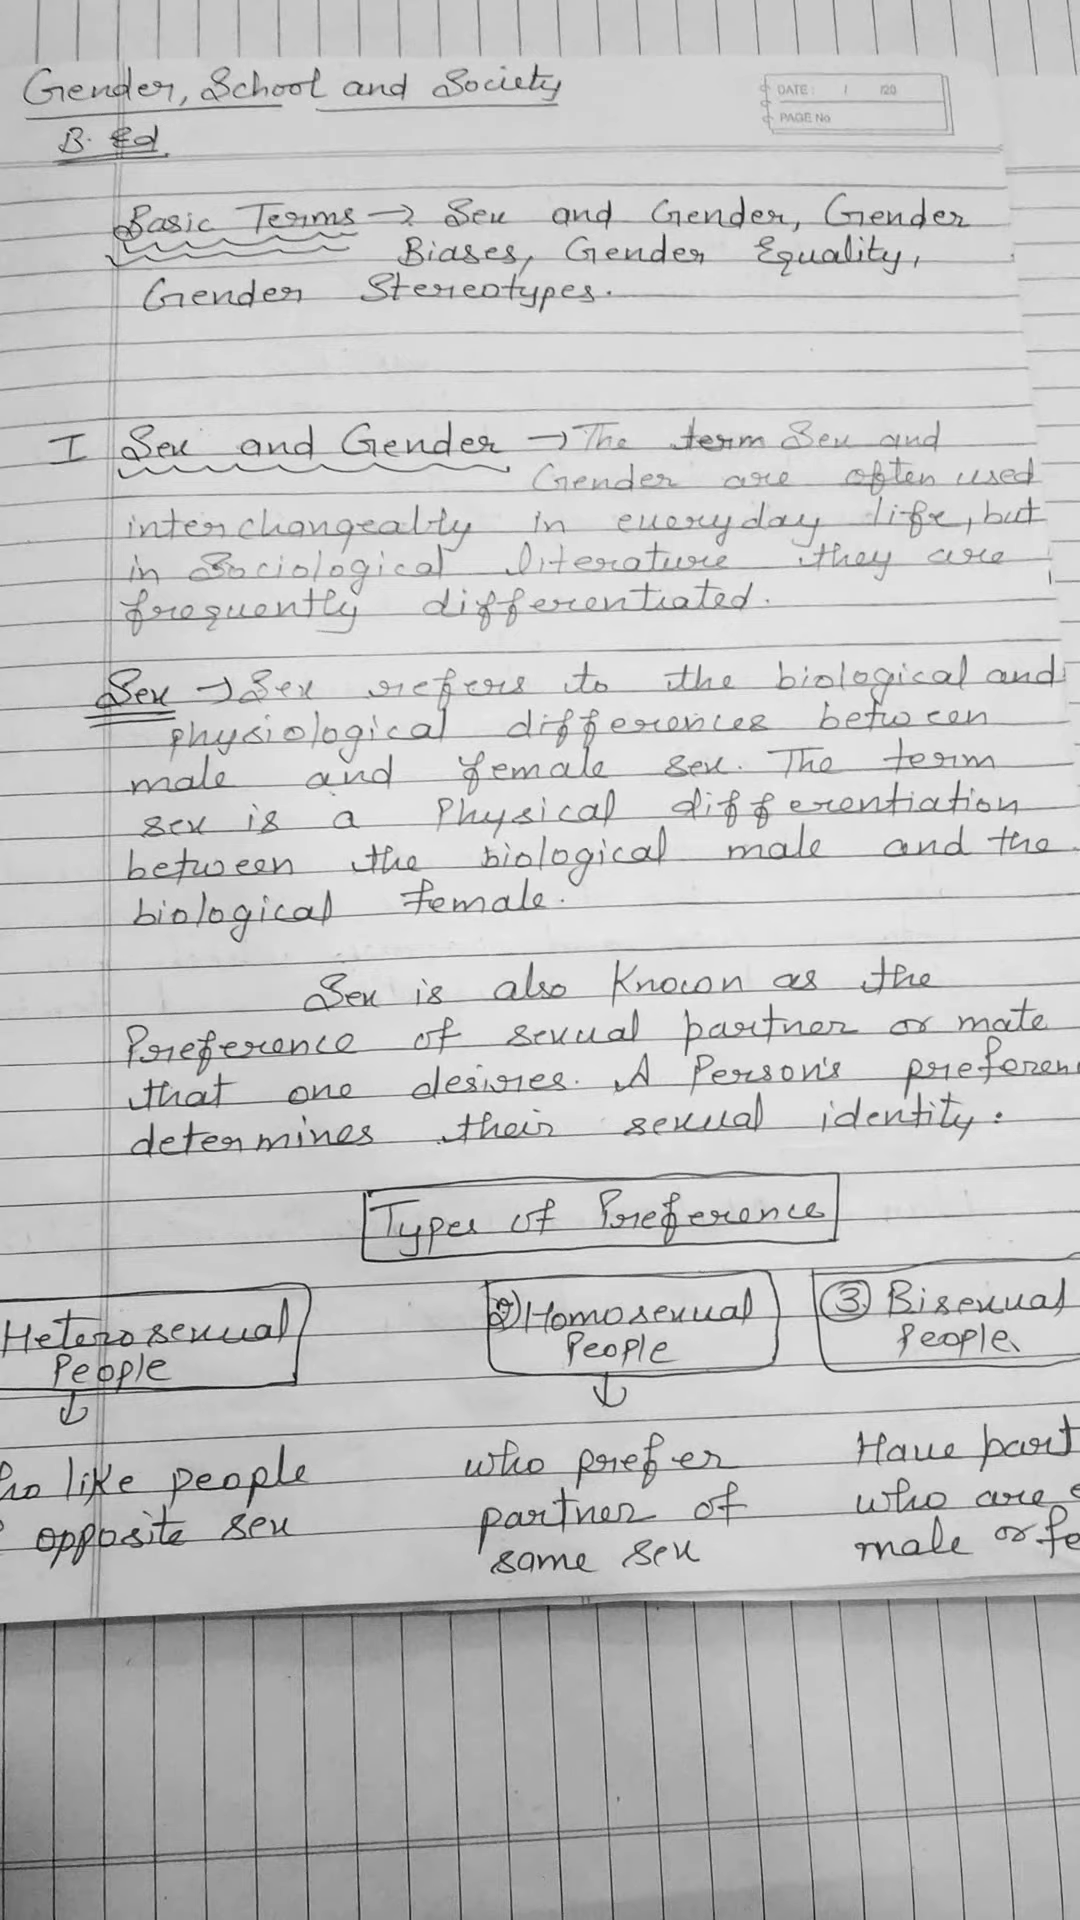 Gender, School and Society
DATE: / /20
PAGE No
B. Ed
Basic Terms → Sex and Gender, Gender
Biases, Gender Equality,
Gender Stereotypes.
I Sex and Gender → The term Sex and
Gender are often used
interchangeably in everyday life, but
in Sociological literature they are
frequently differentiated.
Sex → Sex refers to the biological and
physiological differences between
male and female sex. The term
sex is a Physical differentiation
between the biological male and the
biological female.
Sex is also Known as the
Preference of sexual partner or mate
that one desires. A Person's preferen
determines their sexual identity.
Types of Preference
Heterosexual
People
2) Homosexual
People
3. Bisexual
People
ho like people
opposite sex
who prefer
partner of
same sex
Have part
who are e
male or fe